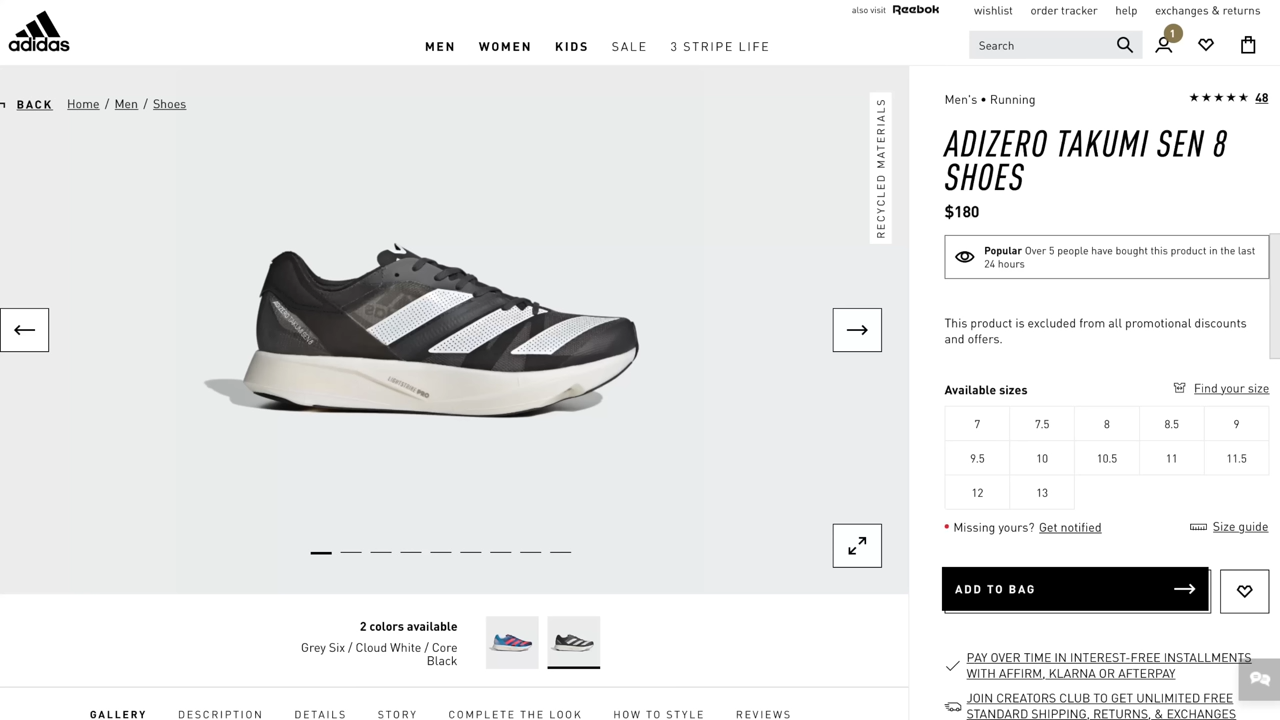 also visit Reebok
wishlist
order tracker
help
exchanges & returns
adidas
MEN
WOMEN
KIDS
SALE
3 STRIPE LIFE
Search
1
BACK
Home / Men / Shoes
RECYCLED MATERIALS
ADIZERO TAKUMI SEN 8
LIGHTSTRIKE PRO
Men's • Running
48
ADIZERO TAKUMI SEN 8
SHOES
$180
Popular Over 5 people have bought this product in the last
24 hours
This product is excluded from all promotional discounts
and offers.
Available sizes
Find your size
7 7.5 8 8.5 9
9.5 10 10.5 11 11.5
12 13
Missing yours? Get notified
Size guide
ADD TO BAG
2 colors available
Grey Six / Cloud White / Core
Black
PAY OVER TIME IN INTEREST-FREE INSTALLMENTS
WITH AFFIRM, KLARNA OR AFTERPAY
JOIN CREATORS CLUB TO GET UNLIMITED FREE
STANDARD SHIPPING, RETURNS, & EXCHANGES
GALLERY
DESCRIPTION
DETAILS
STORY
COMPLETE THE LOOK
HOW TO STYLE
REVIEWS